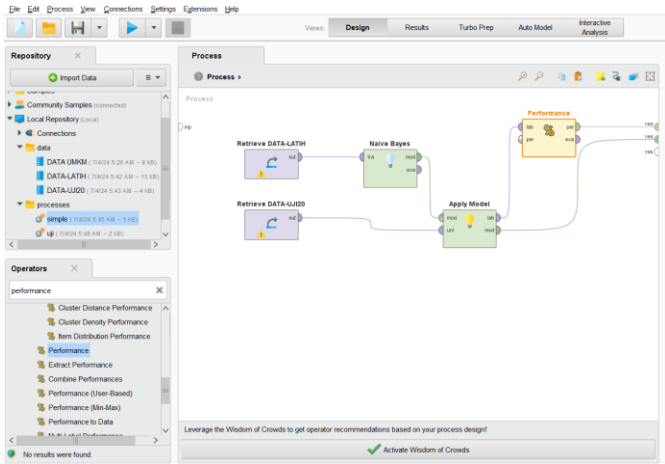 File Edit Process View Connections Settings Extensions Help
Views: Design Results Turbo Prep Auto Model Interactive Analysis
Repository
Import Data
Community Samples (connected)
Local Repository (Local)
Connections
data
DATA UMKM (7/4/24 5:26 AM – 8 kB)
DATA-LATIH (7/4/24 5:42 AM – 13 kB)
DATA-UJI20 (7/4/24 5:43 AM – 4 kB)
processes
simple (7/4/24 5:45 AM – 1 kB)
uji (7/4/24 5:49 AM – 2 kB)
Operators
performance
Cluster Distance Performance
Cluster Density Performance
Item Distribution Performance
Performance
Extract Performance
Combine Performances
Performance (User-Based)
Performance (Min-Max)
Performance to Data
Multi Label Performance
No results were found.
Process
Process
Process
inp
Retrieve DATA-LATIH
out
Naive Bayes
tra mod
exa
Performance
lab per
per exa
res
res
res
Retrieve DATA-UJI20
out
Apply Model
mod lab
unl mod
Leverage the Wisdom of Crowds to get operator recommendations based on your process design!
Activate Wisdom of Crowds